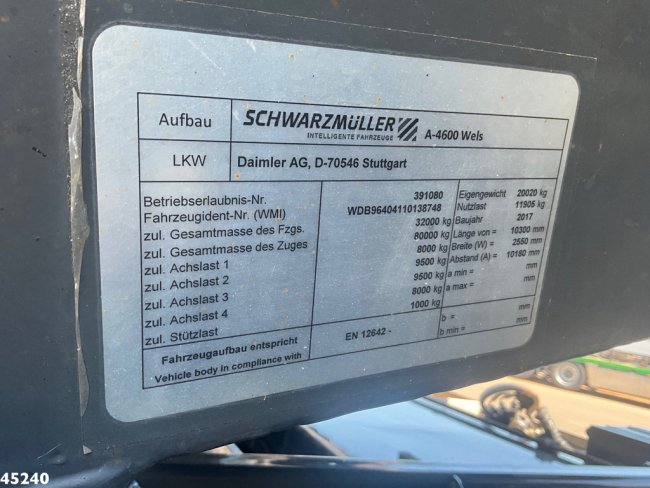 Aufbau SCHWARZMÜLLER A-4600 Wels
INTELLIGENTE FAHRZEUGE
LKW Daimler AG, D-70546 Stuttgart
Betriebserlaubnis-Nr. 391080 Eigengewicht 20020 kg
Fahrzeugident-Nr. (WMI) WDB96404110138748 Nutzlast 11905 kg
zul. Gesamtmasse des Fzgs. 32000 kg Baujahr 2017
zul. Gesamtmasse des Zuges 80000 kg Länge von = 10300 mm
zul. Achslast 1 8000 kg Breite (W) = 2550 mm
zul. Achslast 2 9500 kg Abstand (A) = 10180 mm
zul. Achslast 3 9500 kg a min = mm
zul. Achslast 4 8000 kg a max = mm
zul. Stützlast 1000 kg
b = mm
b min = mm
Fahrzeugaufbau entspricht EN 12642 -
Vehicle body in compliance with
45240